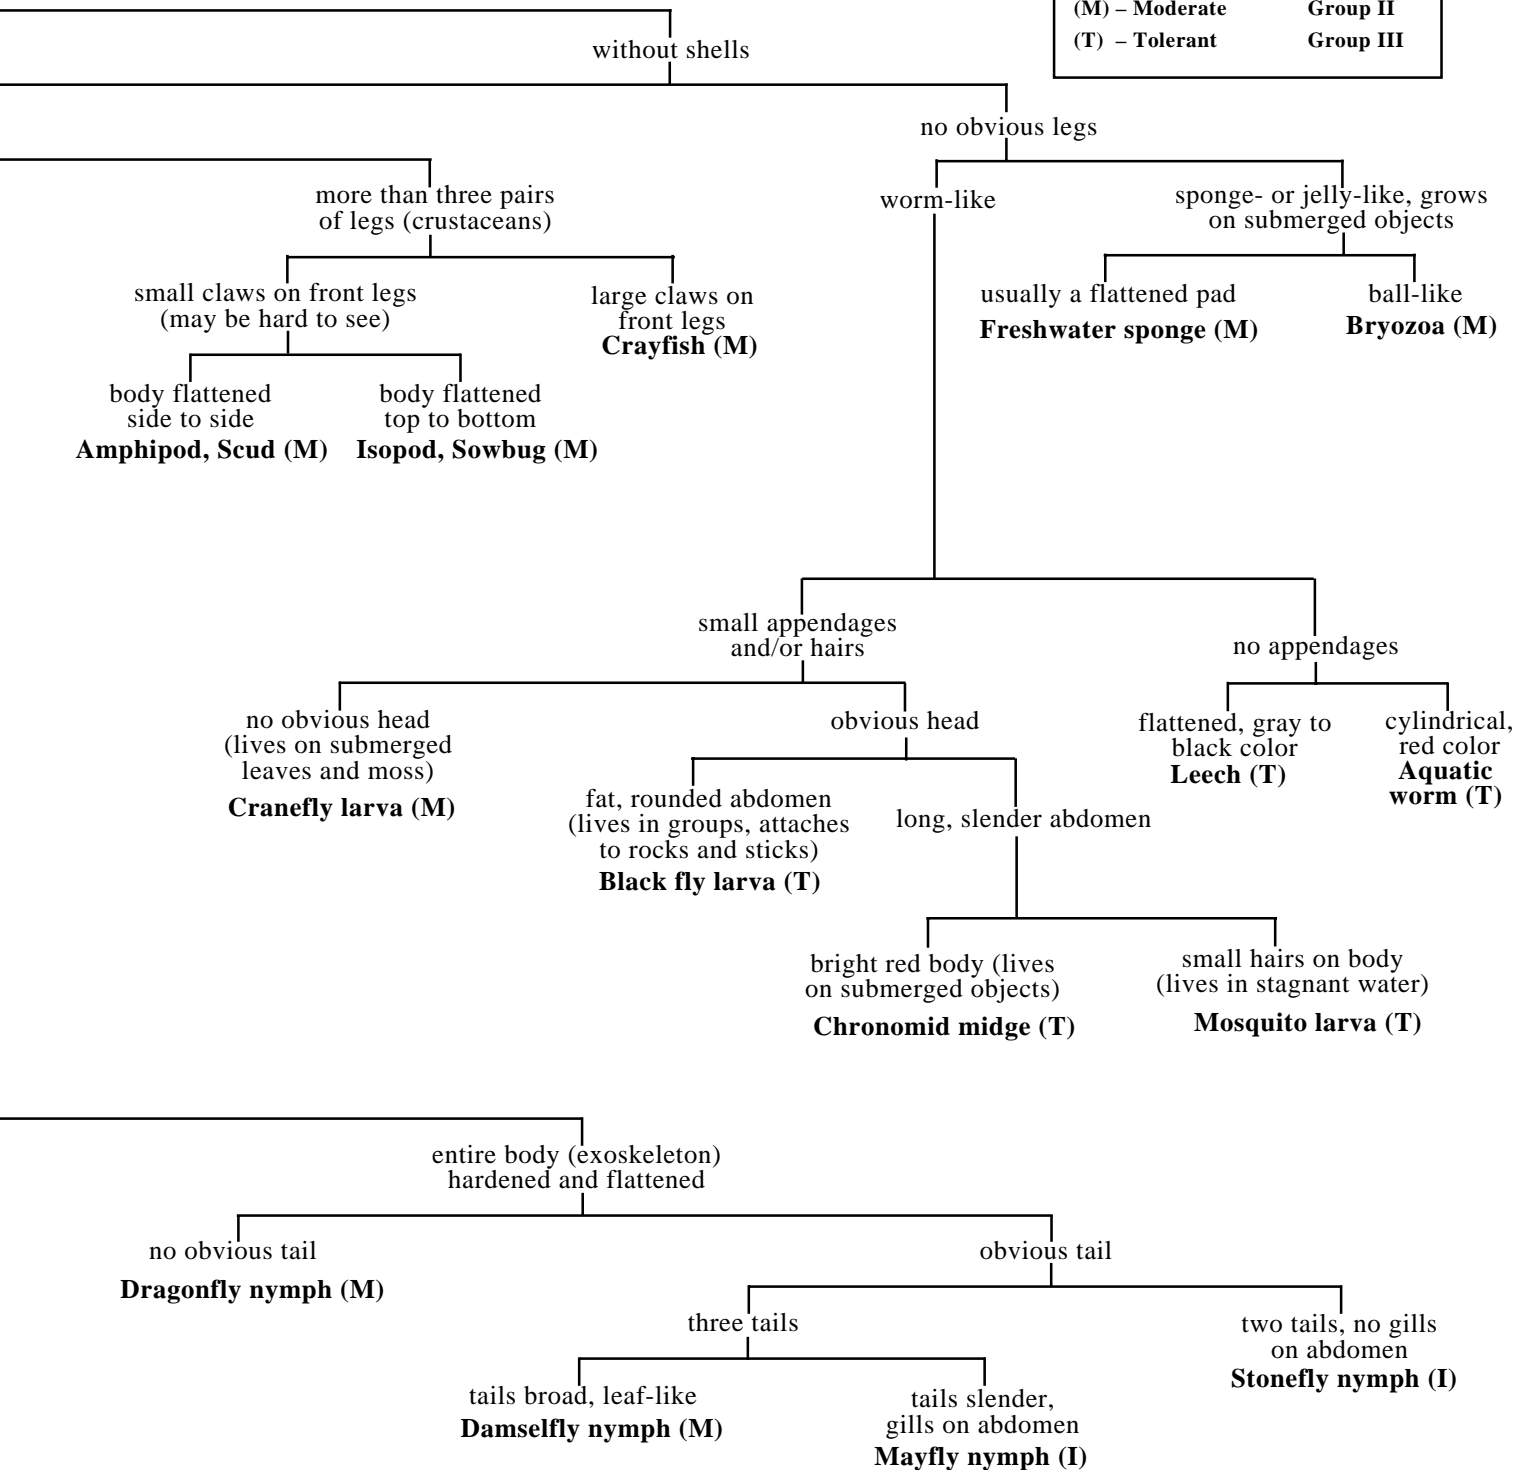 (M) – Moderate Group II
(T) – Tolerant Group III
without shells
no obvious legs
more than three pairs
of legs (crustaceans)
worm-like
sponge- or jelly-like, grows
on submerged objects
small claws on front legs
(may be hard to see)
large claws on
front legs
Crayfish (M)
usually a flattened pad
Freshwater sponge (M)
ball-like
Bryozoa (M)
body flattened
side to side
Amphipod, Scud (M)
body flattened
top to bottom
Isopod, Sowbug (M)
small appendages
and/or hairs
no appendages
no obvious head
(lives on submerged
leaves and moss)
Cranefly larva (M)
obvious head
flattened, gray to
black color
Leech (T)
cylindrical,
red color
Aquatic
worm (T)
fat, rounded abdomen
(lives in groups, attaches
to rocks and sticks)
Black fly larva (T)
long, slender abdomen
bright red body (lives
on submerged objects)
Chronomid midge (T)
small hairs on body
(lives in stagnant water)
Mosquito larva (T)
entire body (exoskeleton)
hardened and flattened
no obvious tail
Dragonfly nymph (M)
obvious tail
three tails
two tails, no gills
on abdomen
Stonefly nymph (I)
tails broad, leaf-like
Damselfly nymph (M)
tails slender,
gills on abdomen
Mayfly nymph (I)